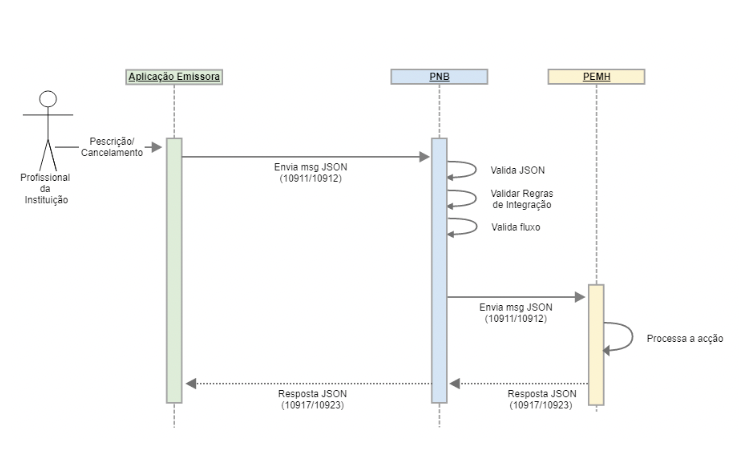 Aplicação Emissora
PNB
PEMH
Pescrição/
Cancelamento
Profissional
da
Instituição
Envia msg JSON
(10911/10912)
Valida JSON
Validar Regras
de Integração
Valida fluxo
Envia msg JSON
(10911/10912)
Processa a acção
Resposta JSON
(10917/10923)
Resposta JSON
(10917/10923)